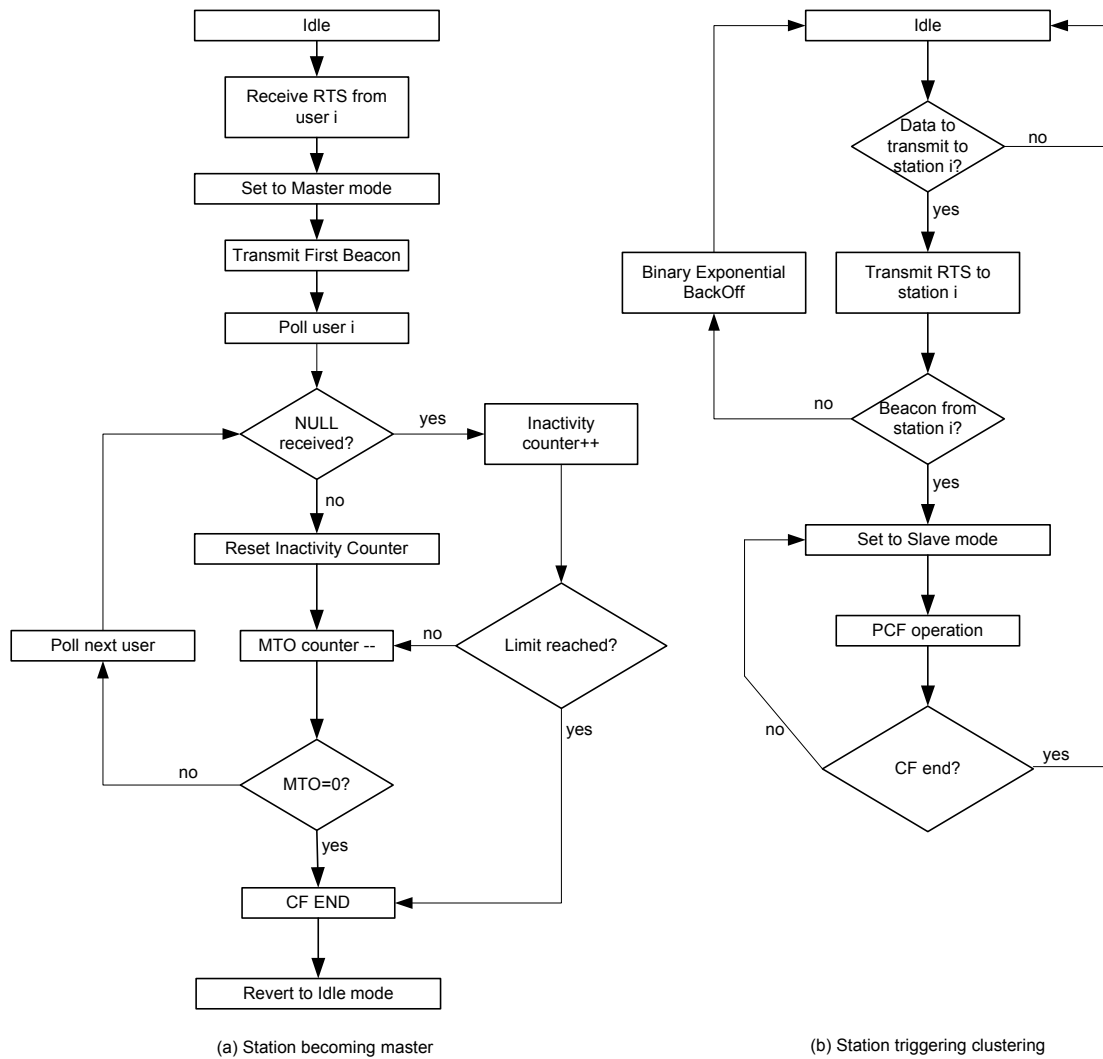 Idle
Receive RTS from
user i
Set to Master mode
Transmit First Beacon
Poll user i
NULL
received?
yes
Inactivity
counter++
no
Reset Inactivity Counter
Poll next user
MTO counter --
no
Limit reached?
yes
no
MTO=0?
yes
CF END
Revert to Idle mode
(a) Station becoming master
Idle
Data to
transmit to
station i?
no
yes
Binary Exponential
BackOff
Transmit RTS to
station i
no
Beacon from
station i?
yes
Set to Slave mode
PCF operation
no
CF end?
yes
(b) Station triggering clustering